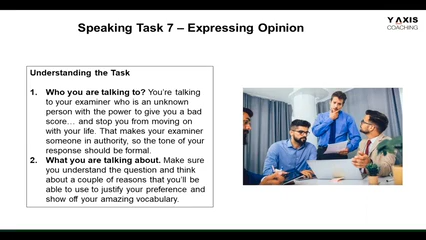 Speaking Task 7 – Expressing Opinion
Y AXIS
COACHING
Understanding the Task
1. Who you are talking to? You're talking
to your examiner who is an unknown
person with the power to give you a bad
score… and stop you from moving on
with your life. That makes your examiner
someone in authority, so the tone of your
response should be formal.
2. What you are talking about. Make sure
you understand the question and think
about a couple of reasons that you'll be
able to use to justify your preference and
show off your amazing vocabulary.